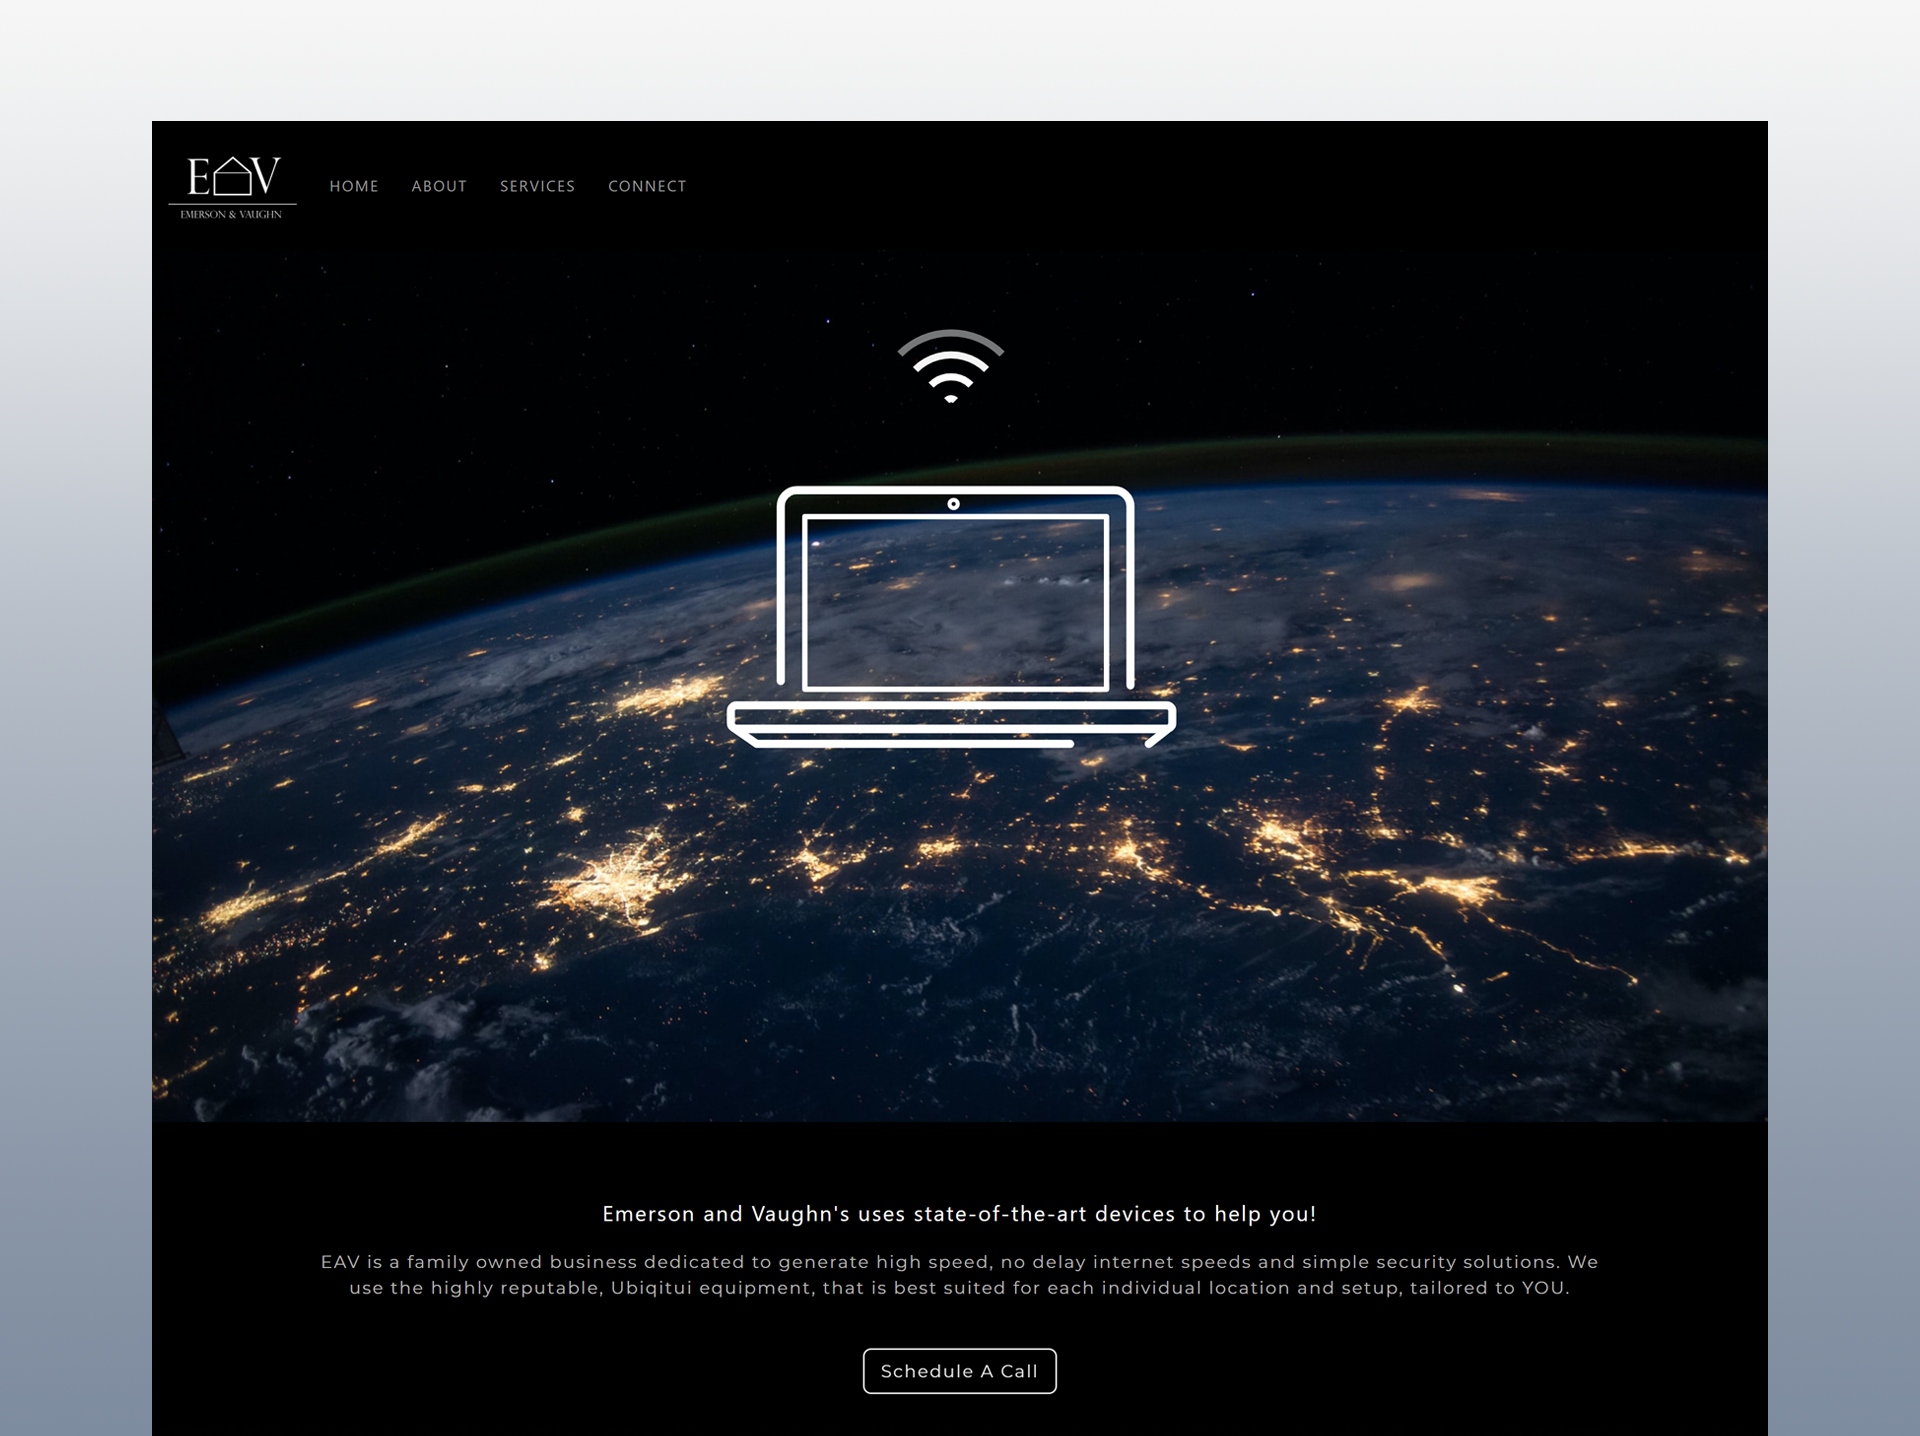 EAV
EMERSON & VAUGHN
HOME ABOUT SERVICES CONNECT
Emerson and Vaughn's uses state-of-the-art devices to help you!
EAV is a family owned business dedicated to generate high speed, no delay internet speeds and simple security solutions. We
use the highly reputable, Ubiqitui equipment, that is best suited for each individual location and setup, tailored to YOU.
Schedule A Call